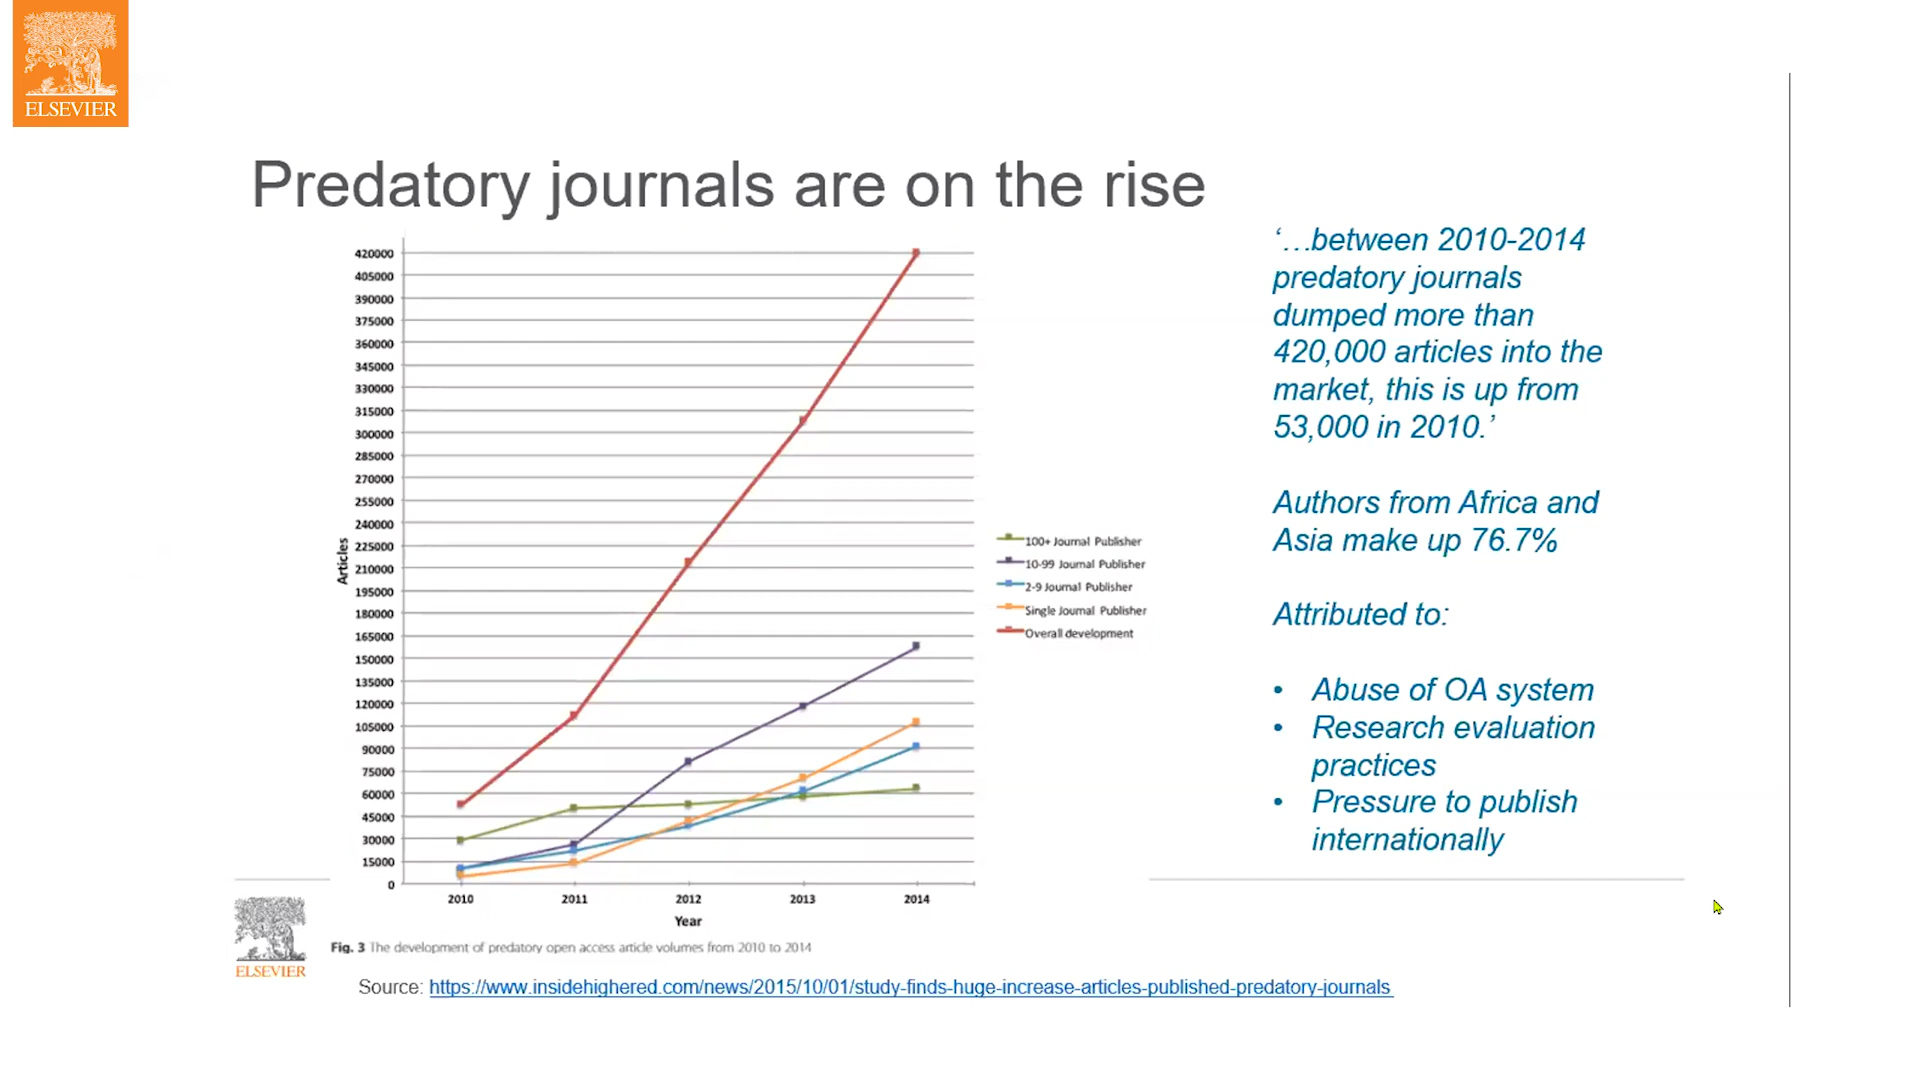 ELSEVIER
Predatory journals are on the rise
420000
405000
390000
375000
360000
345000
330000
315000
300000
285000
270000
255000
240000
225000
210000
195000
180000
165000
150000
135000
120000
105000
90000
75000
60000
45000
30000
15000
0
Articles
2010 2011 2012 2013 2014
Year
100+ Journal Publisher
10-99 Journal Publisher
2-9 Journal Publisher
Single Journal Publisher
Overall development
‘…between 2010-2014
predatory journals
dumped more than
420,000 articles into the
market, this is up from
53,000 in 2010.’
Authors from Africa and
Asia make up 76.7%
Attributed to:
• Abuse of OA system
• Research evaluation
practices
• Pressure to publish
internationally
ELSEVIER
Fig. 3 The development of predatory open access article volumes from 2010 to 2014
Source: https://www.insidehighered.com/news/2015/10/01/study-finds-huge-increase-articles-published-predatory-journals